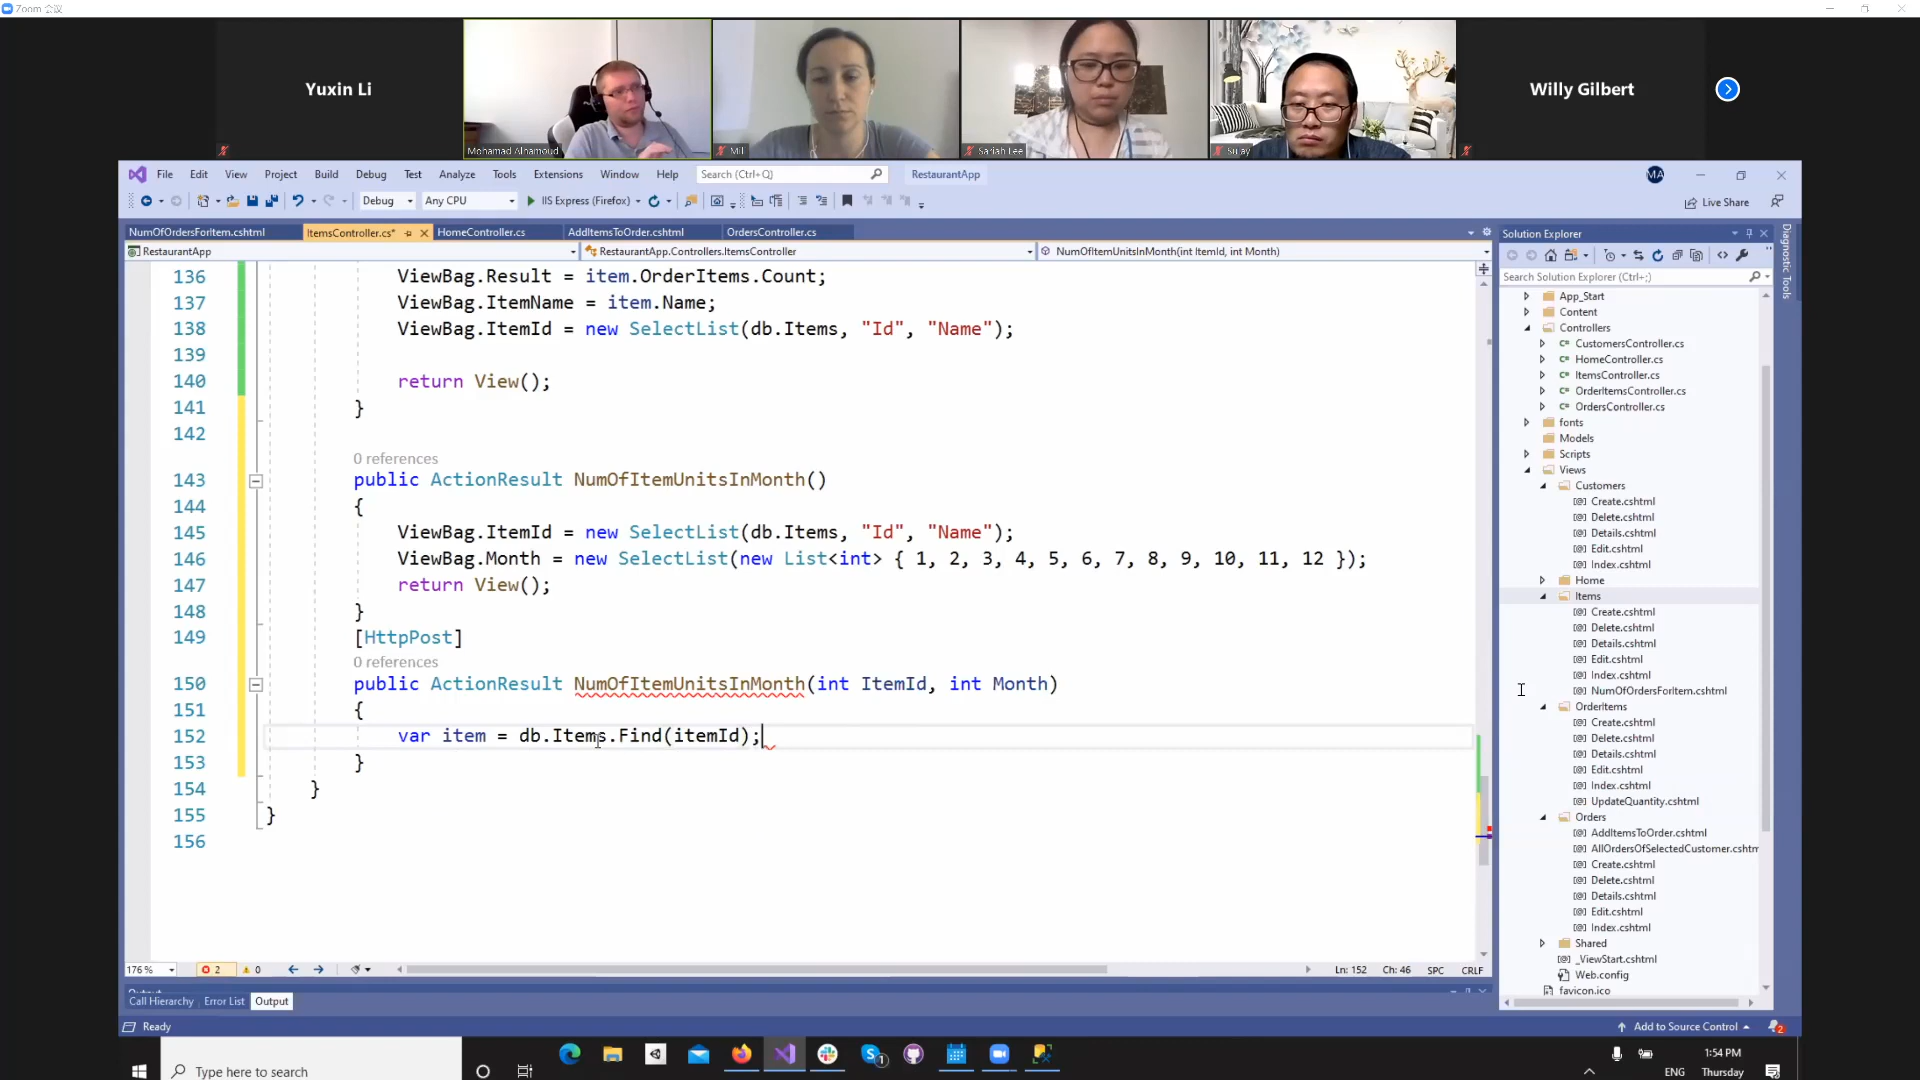 Zoom 会议
Yuxin Li
Mohamad Alhamoud
Mil
Sariah Lee
Su Jay
Willy Gilbert
File Edit View Project Build Debug Test Analyze Tools Extensions Window Help Search (Ctrl+Q) RestaurantApp MA
Debug Any CPU IIS Express (Firefox) Live Share
NumOfOrdersForItem.cshtml ItemsController.cs* HomeController.cs AddItemsToOrder.cshtml OrdersController.cs
RestaurantApp RestaurantApp.Controllers.ItemsController NumOfItemUnitsInMonth(int ItemId, int Month)
136 ViewBag.Result = item.OrderItems.Count;
137 ViewBag.ItemName = item.Name;
138 ViewBag.ItemId = new SelectList(db.Items, "Id", "Name");
139
140 return View();
141 }
142
0 references
143 public ActionResult NumOfItemUnitsInMonth()
144 {
145 ViewBag.ItemId = new SelectList(db.Items, "Id", "Name");
146 ViewBag.Month = new SelectList(new List<int> { 1, 2, 3, 4, 5, 6, 7, 8, 9, 10, 11, 12 });
147 return View();
148 }
149 [HttpPost]
0 references
150 public ActionResult NumOfItemUnitsInMonth(int ItemId, int Month)
151 {
152 var item = db.Items.Find(itemId);
153 }
154 }
155 }
156
176 % 2 0 Ln: 152 Ch: 46 SPC CRLF
Output
Call Hierarchy Error List Output
Ready Add to Source Control 2
Solution Explorer
Search Solution Explorer (Ctrl+;)
App_Start
Content
Controllers
C# CustomersController.cs
C# HomeController.cs
C# ItemsController.cs
C# OrderItemsController.cs
C# OrdersController.cs
fonts
Models
Scripts
Views
Customers
Create.cshtml
Delete.cshtml
Details.cshtml
Edit.cshtml
Index.cshtml
Home
Items
Create.cshtml
Delete.cshtml
Details.cshtml
Edit.cshtml
Index.cshtml
NumOfOrdersForItem.cshtml
OrderItems
Create.cshtml
Delete.cshtml
Details.cshtml
Edit.cshtml
Index.cshtml
UpdateQuantity.cshtml
Orders
AddItemsToOrder.cshtml
AllOrdersOfSelectedCustomer.cshtm
Create.cshtml
Delete.cshtml
Details.cshtml
Edit.cshtml
Index.cshtml
Shared
_ViewStart.cshtml
Web.config
favicon.ico
Diagnostic Tools
Type here to search
1
1:54 PM
ENG Thursday